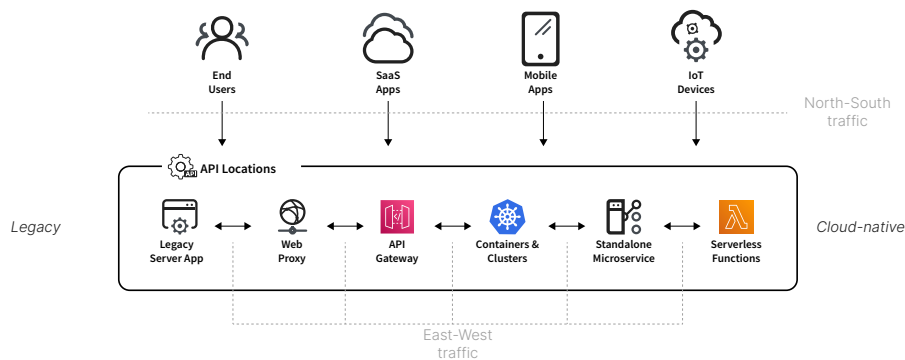 End
Users
SaaS
Apps
Mobile
Apps
IoT
Devices
North-South
traffic
API
API Locations
Legacy
Legacy
Server App
Web
Proxy
API
Gateway
Containers &
Clusters
Standalone
Microservice
Serverless
Functions
Cloud-native
East-West
traffic